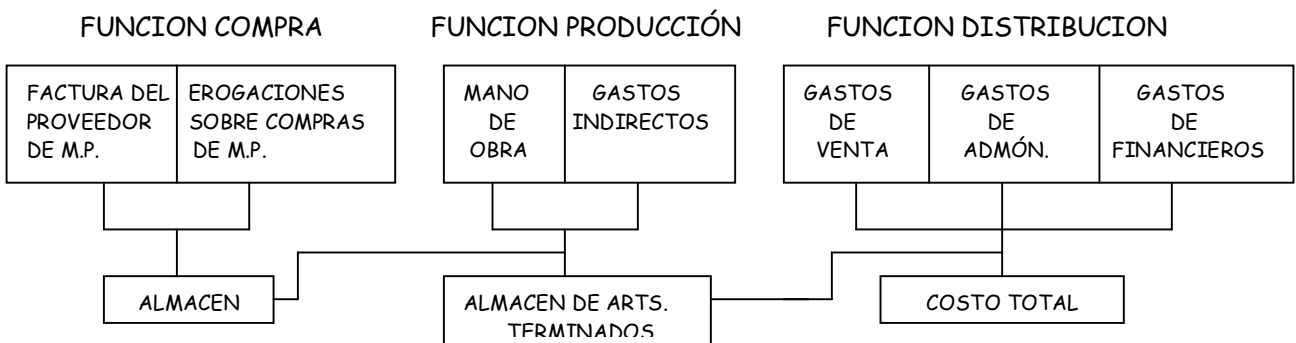 FUNCION COMPRA
FUNCION PRODUCCIÓN
FUNCION DISTRIBUCION
FACTURA DEL
PROVEEDOR
DE M.P.
EROGACIONES
SOBRE COMPRAS
DE M.P.
MANO
DE
OBRA
GASTOS
INDIRECTOS
GASTOS
DE
VENTA
GASTOS
DE
ADMÓN.
GASTOS
DE
FINANCIEROS
ALMACEN
ALMACEN DE ARTS.
TERMINADOS
COSTO TOTAL